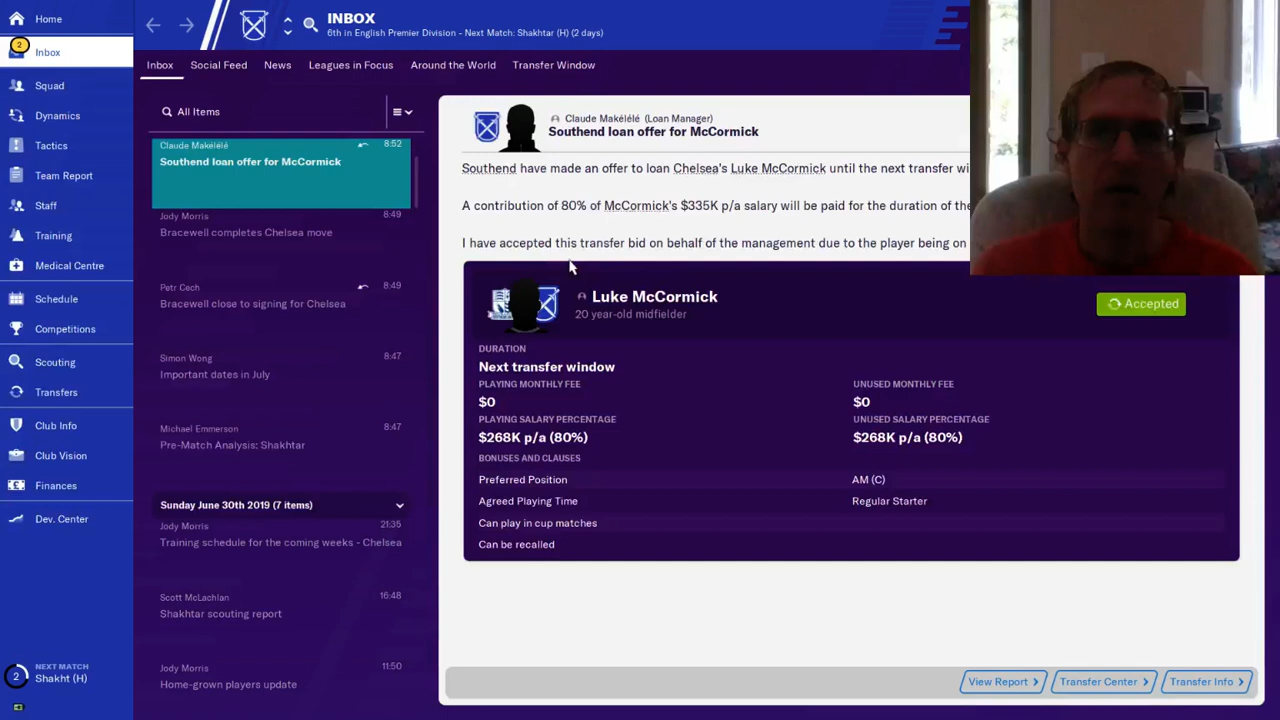 Home
2
Inbox
Squad
Dynamics
Tactics
Team Report
Staff
Training
Medical Centre
Schedule
Competitions
Scouting
Transfers
Club Info
Club Vision
Finances
Dev. Center
2
NEXT MATCH
Shakht (H)
INBOX
6th in English Premier Division - Next Match: Shakhtar (H) (2 days)
Inbox Social Feed News Leagues in Focus Around the World Transfer Window
All Items
Claude Makélélé 8:52
Southend loan offer for McCormick
Jody Morris 8:49
Bracewell completes Chelsea move
Petr Cech 8:49
Bracewell close to signing for Chelsea
Simon Wong 8:47
Important dates in July
Michael Emmerson 8:47
Pre-Match Analysis: Shakhtar
Sunday June 30th 2019 (7 items)
Jody Morris 21:35
Training schedule for the coming weeks - Chelsea
Scott McLachlan 16:48
Shakhtar scouting report
Jody Morris 11:50
Home-grown players update
Claude Makélélé (Loan Manager)
Southend loan offer for McCormick
Southend have made an offer to loan Chelsea's Luke McCormick until the next transfer wi
A contribution of 80% of McCormick's $335K p/a salary will be paid for the duration of the
I have accepted this transfer bid on behalf of the management due to the player being on
Luke McCormick
20 year-old midfielder
Accepted
DURATION
Next transfer window
PLAYING MONTHLY FEE UNUSED MONTHLY FEE
$0 $0
PLAYING SALARY PERCENTAGE UNUSED SALARY PERCENTAGE
$268K p/a (80%) $268K p/a (80%)
BONUSES AND CLAUSES
Preferred Position AM (C)
Agreed Playing Time Regular Starter
Can play in cup matches
Can be recalled
View Report Transfer Center Transfer Info